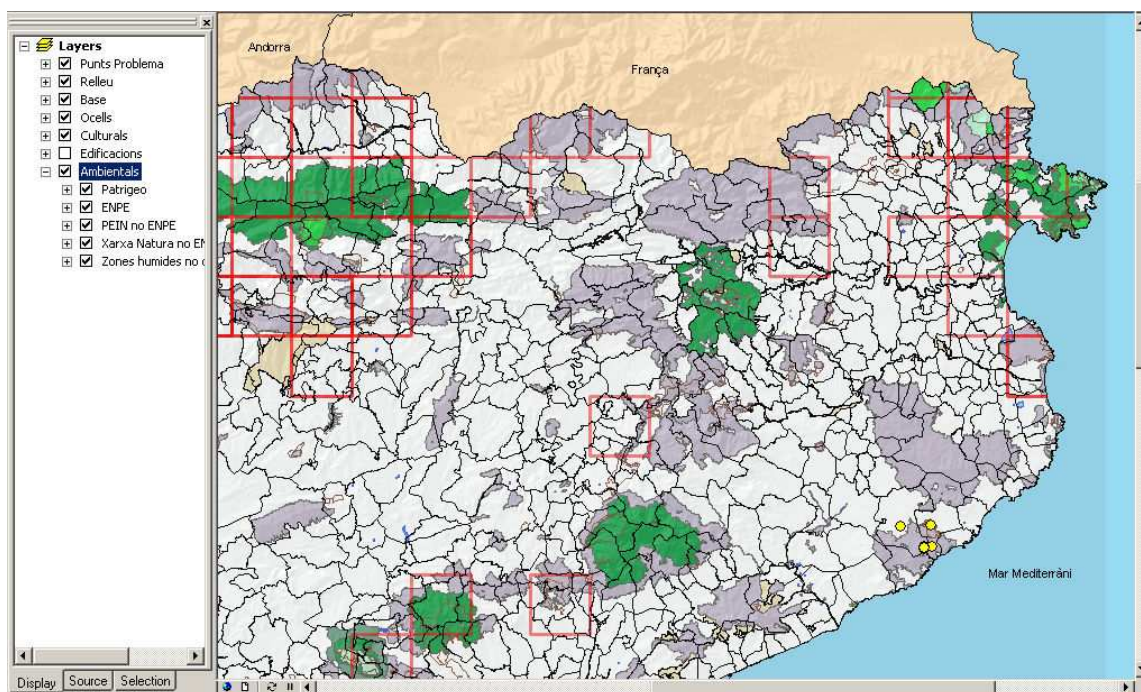 Layers
Punts Problema
Relleu
Base
Ocells
Culturals
Edificacions
Ambientals
Patrigeo
ENPE
PEIN no ENPE
Xarxa Natura no EN
Zones humides no
Display Source Selection
Andorra
França
Mar Mediterràni